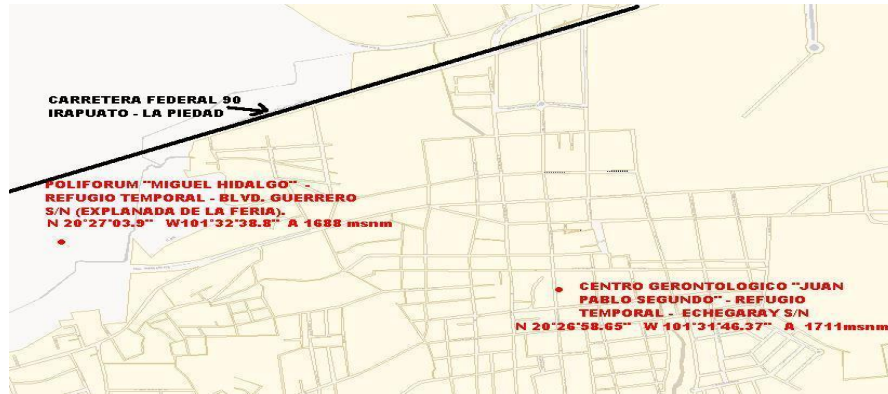 CARRETERA FEDERAL 90
IRAPUATO - LA PIEDAD
POLIFORUM "MIGUEL HIDALGO" -
REFUGIO TEMPORAL - BLVD. GUERRERO
S/N (EXPLANADA DE LA FERIA).
N 20°27'03.9" W101°32'38.8" A 1688 msnm
CENTRO GERONTOLOGICO "JUAN
PABLO SEGUNDO" - REFUGIO
TEMPORAL - ECHEGARAY S/N
N 20°26'58.65" W 101°31'46.37" A 1711msnm